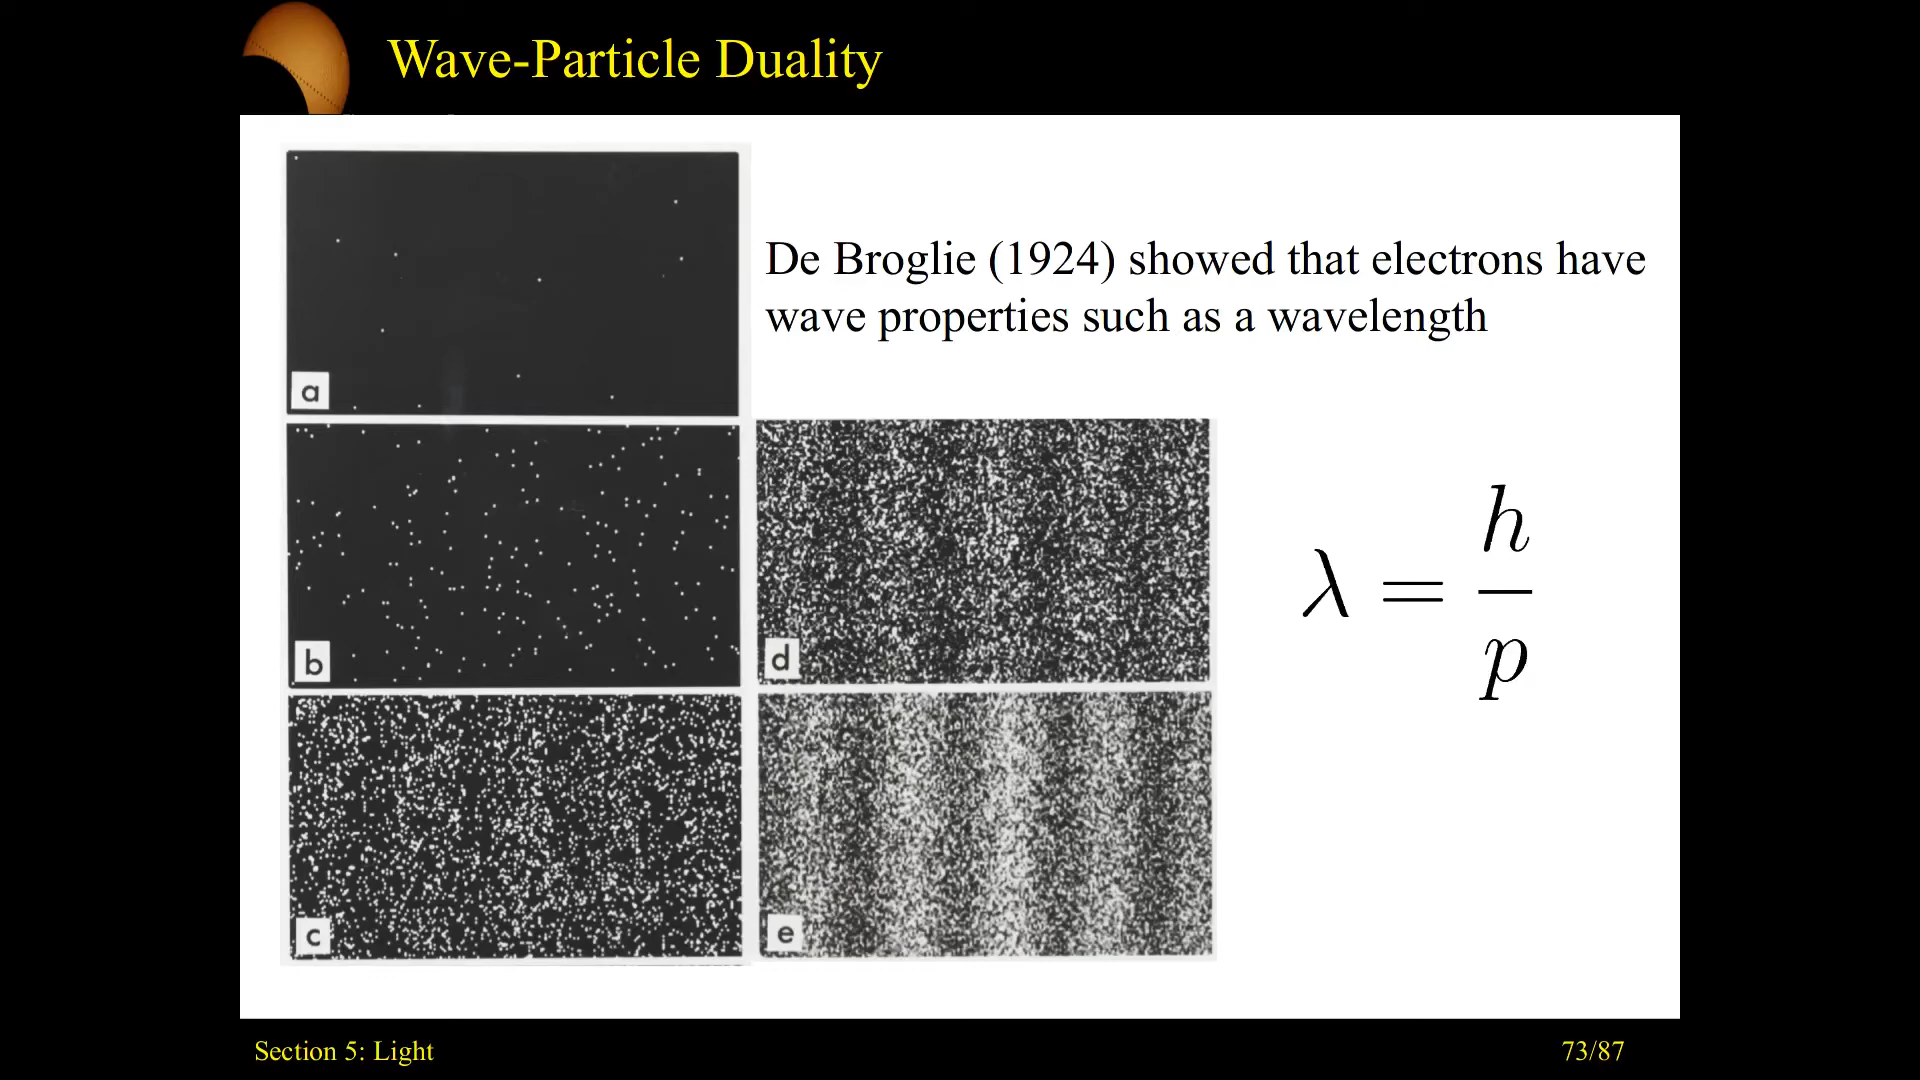 Wave-Particle Duality
De Broglie (1924) showed that electrons have
wave properties such as a wavelength
a
b
c
d
e
λ = h/p
Section 5: Light
73/87